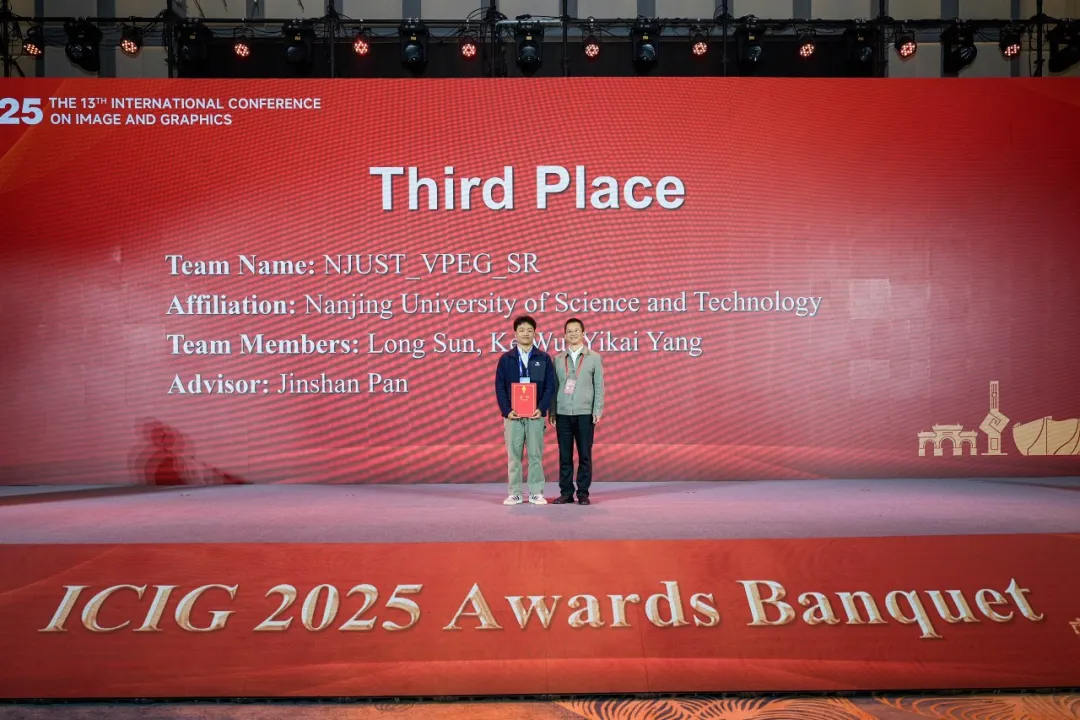 25 THE 13TH INTERNATIONAL CONFERENCE
ON IMAGE AND GRAPHICS
Third Place
Team Name: NJUST_VPEG_SR
Affiliation: Nanjing University of Science and Technology
Team Members: Long Sun, Ke Wu, Yikai Yang
Advisor: Jinshan Pan
ICIG 2025 Awards Banquet